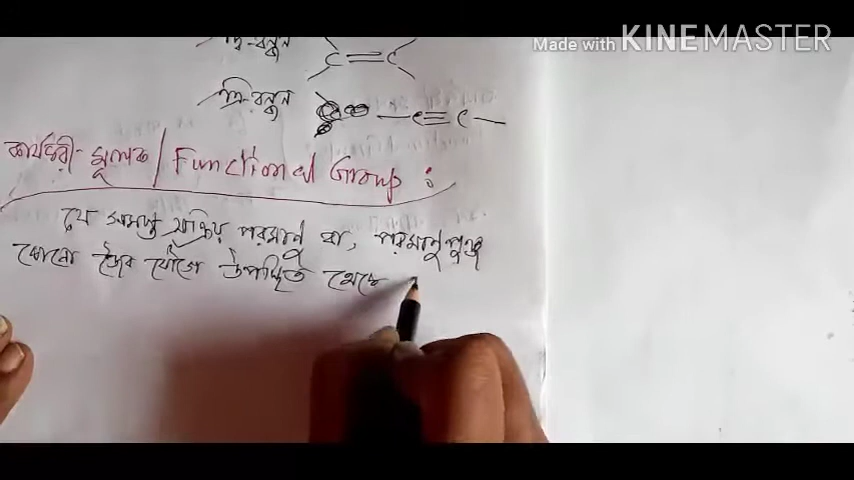 Made with KINEMASTER
দ্বি-বন্ধন C=C
ত্রি-বন্ধন —C≡C—
কার্যকরী-মূলক / Functional Group :
যে সমস্ত সক্রিয় পরমাণু বা, পরমাণুপুঞ্জ
কোনো জৈব যৌগে উপস্থিত থেকে